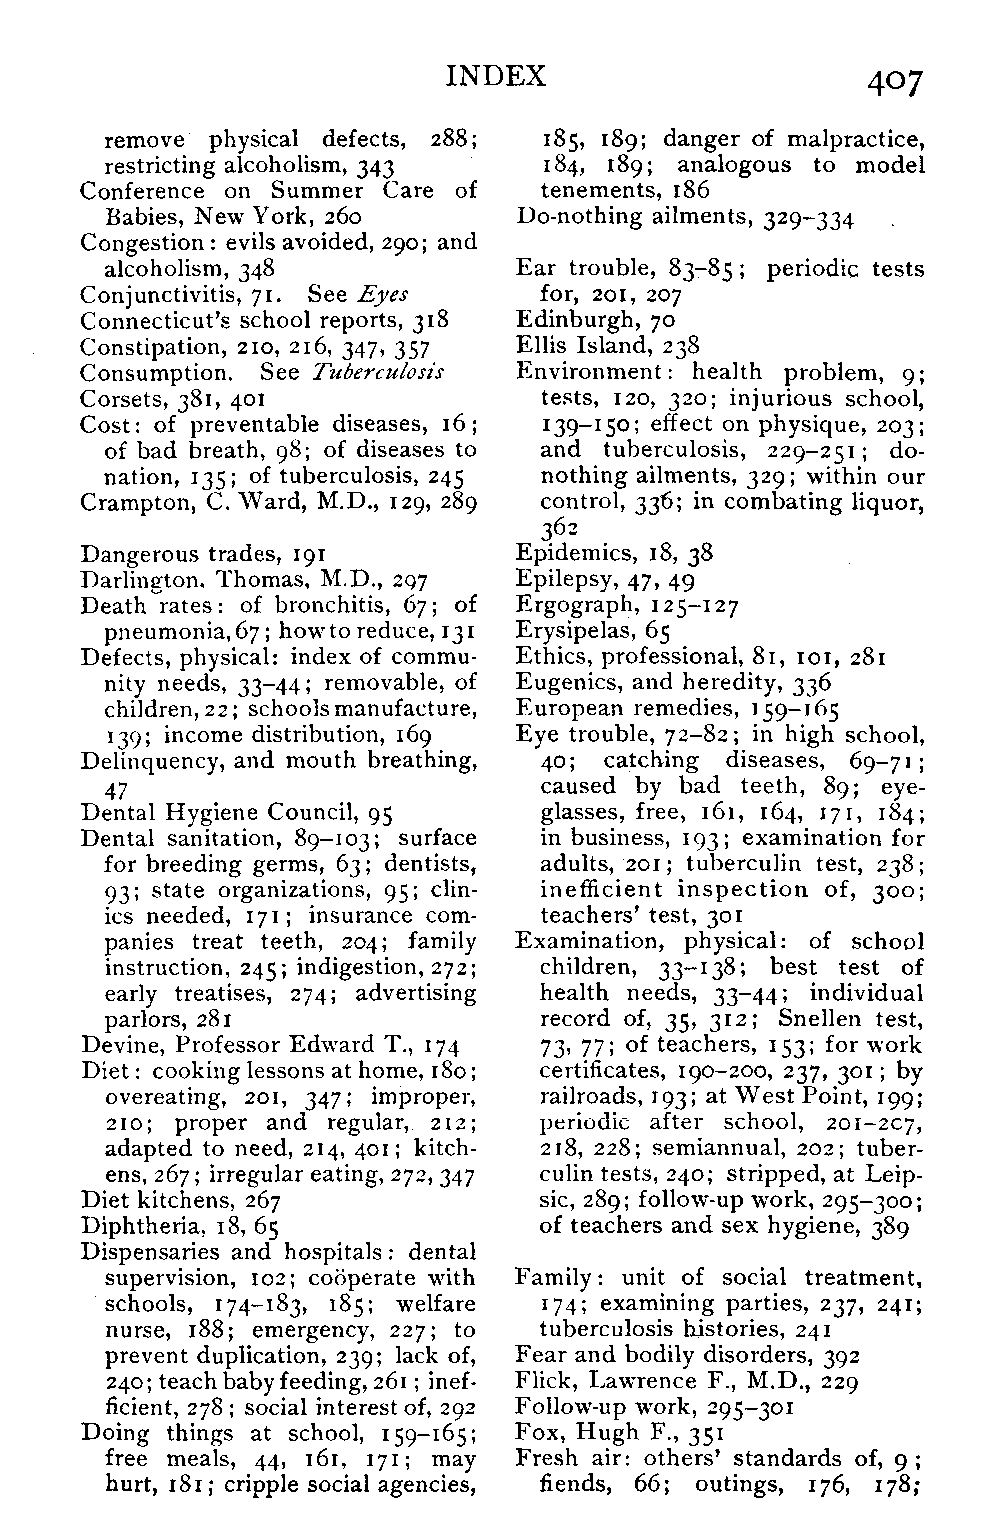 INDEX 407
remove physical defects, 288;
restricting alcoholism, 343
Conference on Summer Care of
Babies, New York, 260
Congestion: evils avoided, 290; and
alcoholism, 348
Conjunctivitis, 71. See Eyes
Connecticut's school reports, 318
Constipation, 210, 216, 347, 357
Consumption. See Tuberculosis
Corsets, 381, 401
Cost: of preventable diseases, 16;
of bad breath, 98; of diseases to
nation, 135; of tuberculosis, 245
Crampton, C. Ward, M.D., 129, 289
Dangerous trades, 191
Darlington, Thomas, M.D., 297
Death rates: of bronchitis, 67; of
pneumonia, 67; how to reduce, 131
Defects, physical: index of commu-
nity needs, 33–44; removable, of
children, 22; schools manufacture,
139; income distribution, 169
Delinquency, and mouth breathing,
47
Dental Hygiene Council, 95
Dental sanitation, 89–103; surface
for breeding germs, 63; dentists,
93; state organizations, 95; clin-
ics needed, 171; insurance com-
panies treat teeth, 204; family
instruction, 245; indigestion, 272;
early treatises, 274; advertising
parlors, 281
Devine, Professor Edward T., 174
Diet: cooking lessons at home, 180;
overeating, 201, 347; improper,
210; proper and regular, 212;
adapted to need, 214, 401; kitch-
ens, 267; irregular eating, 272, 347
Diet kitchens, 267
Diphtheria, 18, 65
Dispensaries and hospitals: dental
supervision, 102; coöperate with
schools, 174–183, 185; welfare
nurse, 188; emergency, 227; to
prevent duplication, 239; lack of,
240; teach baby feeding, 261; inef-
ficient, 278; social interest of, 292
Doing things at school, 159–165;
free meals, 44, 161, 171; may
hurt, 181; cripple social agencies,
185, 189; danger of malpractice,
184, 189; analogous to model
tenements, 186
Do-nothing ailments, 329–334
Ear trouble, 83–85; periodic tests
for, 201, 207
Edinburgh, 70
Ellis Island, 238
Environment: health problem, 9;
tests, 120, 320; injurious school,
139–150; effect on physique, 203;
and tuberculosis, 229–251; do-
nothing ailments, 329; within our
control, 336; in combating liquor,
362
Epidemics, 18, 38
Epilepsy, 47, 49
Ergograph, 125–127
Erysipelas, 65
Ethics, professional, 81, 101, 281
Eugenics, and heredity, 336
European remedies, 159–165
Eye trouble, 72–82; in high school,
40; catching diseases, 69–71;
caused by bad teeth, 89; eye-
glasses, free, 161, 164, 171, 184;
in business, 193; examination for
adults, 201; tuberculin test, 238;
inefficient inspection of, 300;
teachers' test, 301
Examination, physical: of school
children, 33–138; best test of
health needs, 33–44; individual
record of, 35, 312; Snellen test,
73, 77; of teachers, 153; for work
certificates, 190–200, 237, 301; by
railroads, 193; at West Point, 199;
periodic after school, 201–207,
218, 228; semiannual, 202; tuber-
culin tests, 240; stripped, at Leip-
sic, 289; follow-up work, 295–300;
of teachers and sex hygiene, 389
Family: unit of social treatment,
174; examining parties, 237, 241;
tuberculosis histories, 241
Fear and bodily disorders, 392
Flick, Lawrence F., M.D., 229
Follow-up work, 295–301
Fox, Hugh F., 351
Fresh air: others' standards of, 9;
fiends, 66; outings, 176, 178;